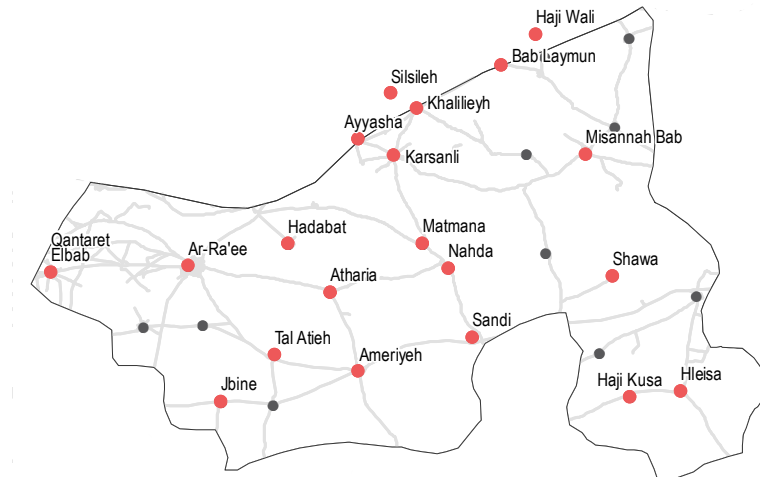 Haji Wali
Bab Laymun
Silsileh
Khalilieyh
Ayyasha
Misannah Bab
Karsanli
Qantaret
Elbab
Ar-Ra'ee
Hadabat
Matmana
Nahda
Shawa
Atharia
Sandi
Tal Atieh
Ameriyeh
Jbine
Haji Kusa
Hleisa